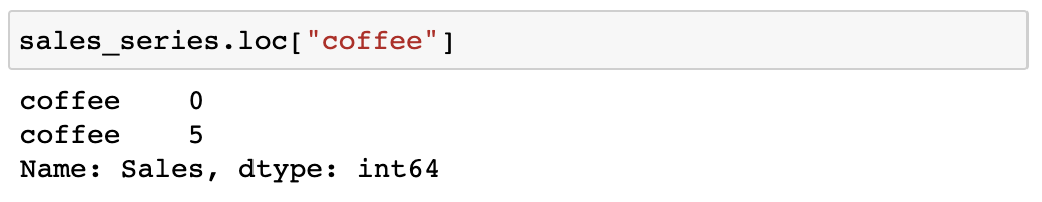 sales_series.loc["coffee"]
coffee    0
coffee    5
Name: Sales, dtype: int64